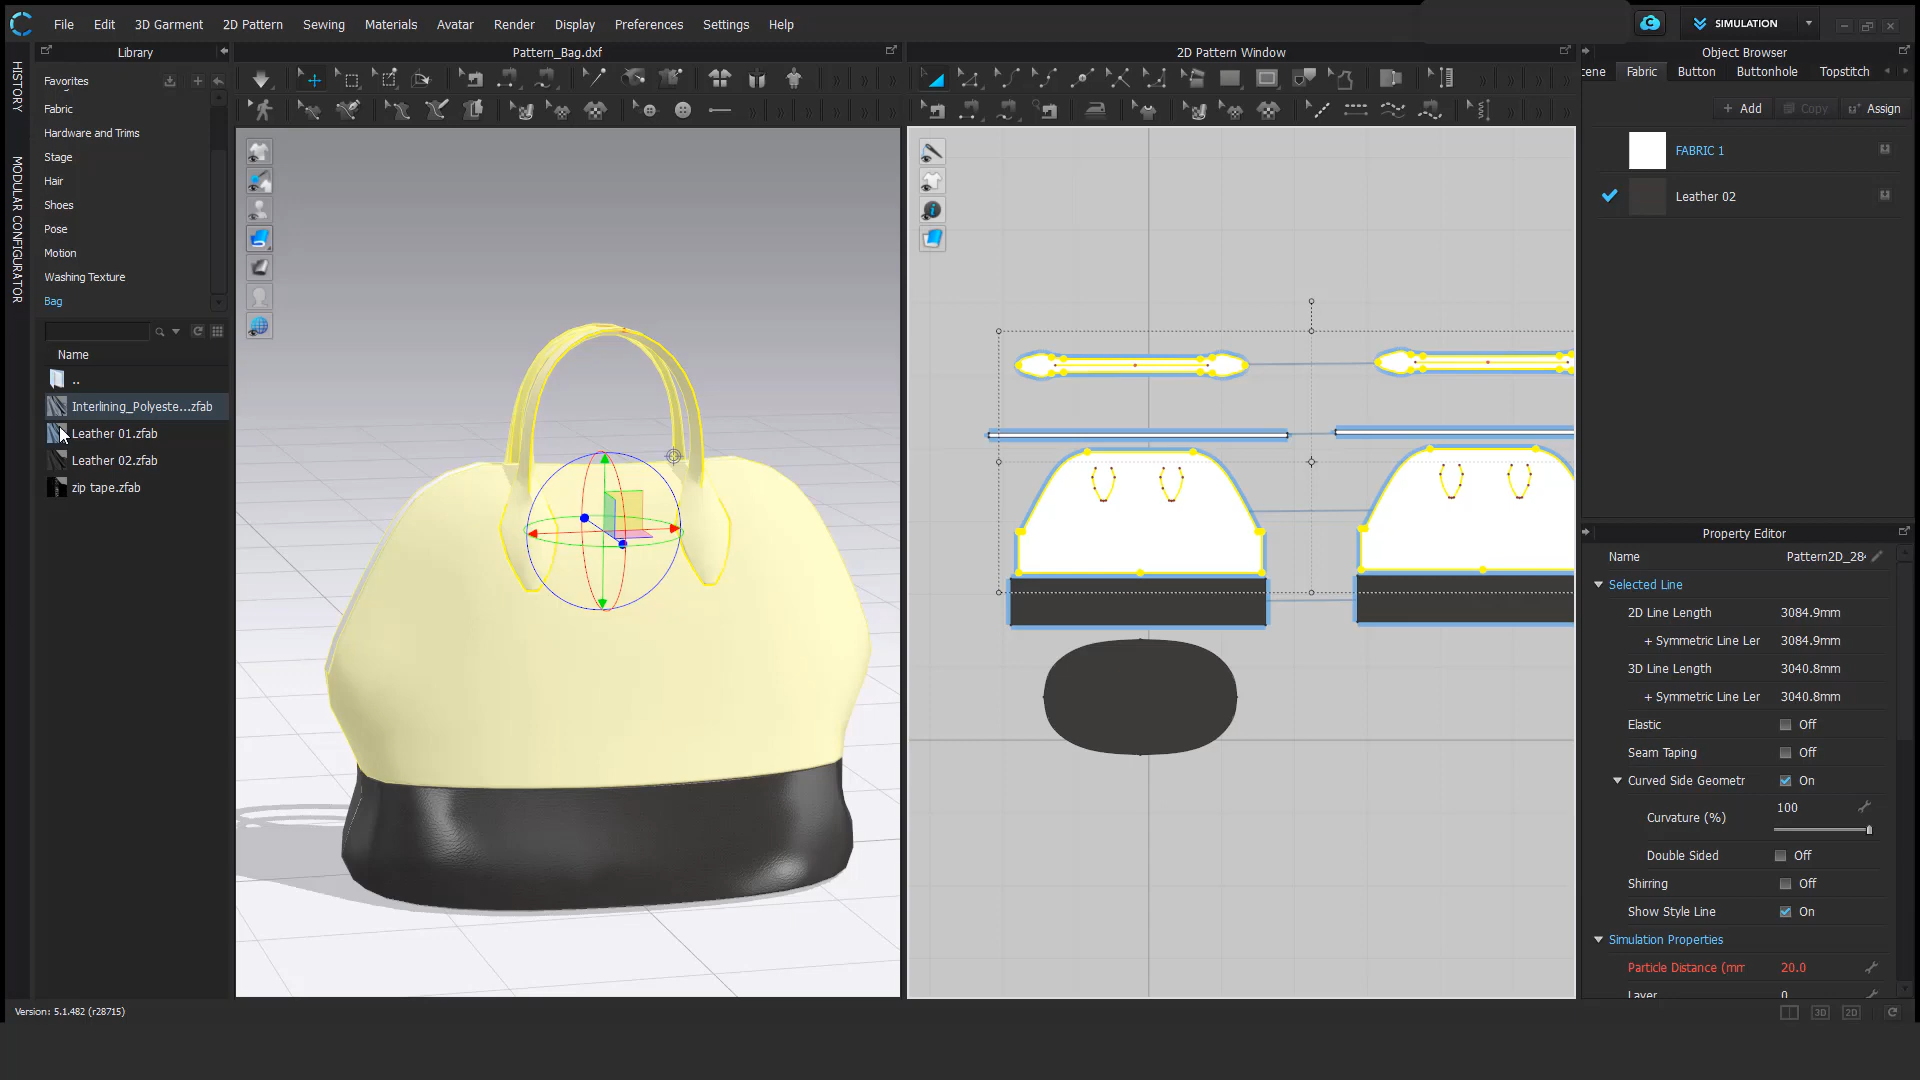 File Edit 3D Garment 2D Pattern Sewing Materials Avatar Render Display Preferences Settings Help
SIMULATION
HISTORY
MODULAR CONFIGURATOR
Library
Favorites
Fabric
Hardware and Trims
Stage
Hair
Shoes
Pose
Motion
Washing Texture
Bag
Name
..
Interlining_Polyeste...zfab
Leather 01.zfab
Leather 02.zfab
zip tape.zfab
Pattern_Bag.dxf
2D Pattern Window
Object Browser
cene Fabric Button Buttonhole Topstitch
+ Add Copy Assign
FABRIC 1
Leather 02
Property Editor
Name Pattern2D_284
Selected Line
2D Line Length 3084.9mm
+ Symmetric Line Ler 3084.9mm
3D Line Length 3040.8mm
+ Symmetric Line Ler 3040.8mm
Elastic Off
Seam Taping Off
Curved Side Geometr On
Curvature (%) 100
Double Sided Off
Shirring Off
Show Style Line On
Simulation Properties
Particle Distance (mm 20.0
Layer 0
Version: 5.1.482 (r28715)
3D 2D